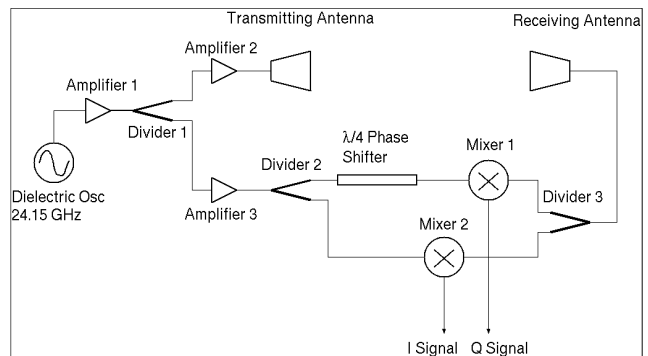 Transmitting Antenna
Receiving Antenna
Amplifier 2
Amplifier 1
Divider 1
λ/4 Phase
Shifter
Mixer 1
Divider 2
Dielectric Osc
24.15 GHz
Amplifier 3
Divider 3
Mixer 2
I Signal
Q Signal